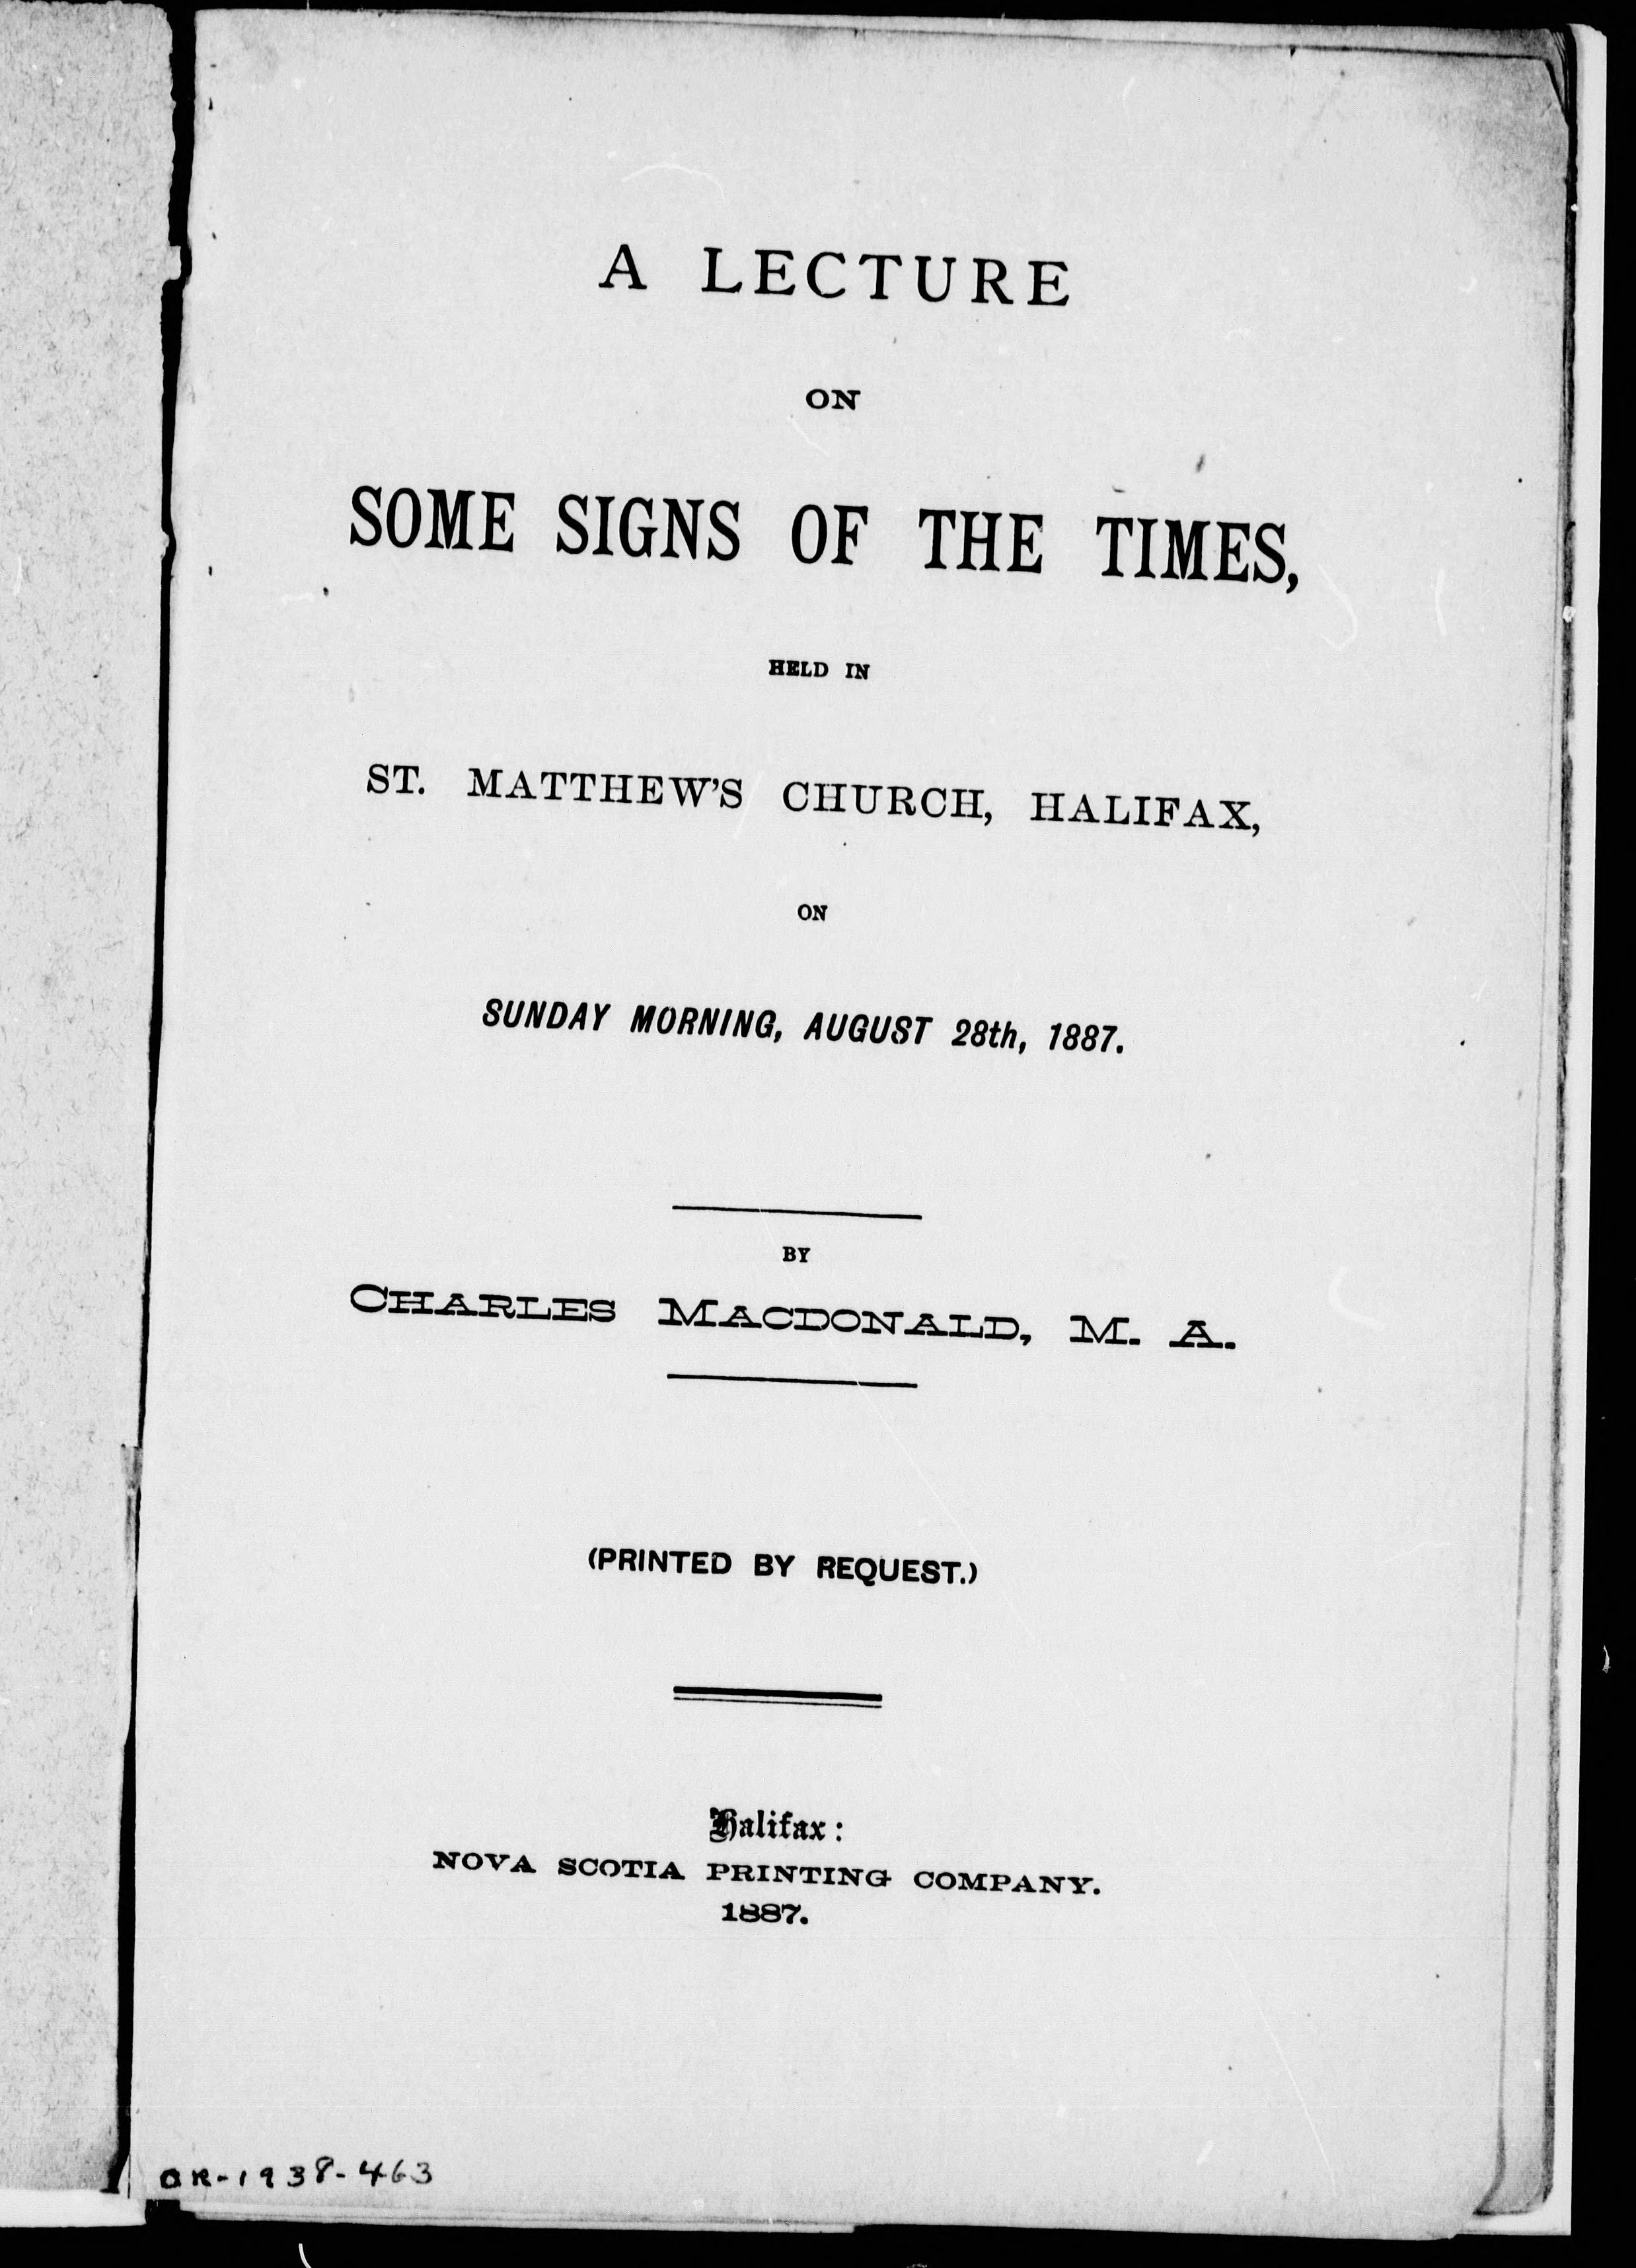 A LECTURE
ON
SOME SIGNS OF THE TIMES,
HELD IN
ST. MATTHEW'S CHURCH, HALIFAX,
ON
SUNDAY MORNING, AUGUST 28th, 1887.
BY
CHARLES MACDONALD, M. A.
(PRINTED BY REQUEST.)
Halifax:
NOVA SCOTIA PRINTING COMPANY.
1887.
OR-1938-463